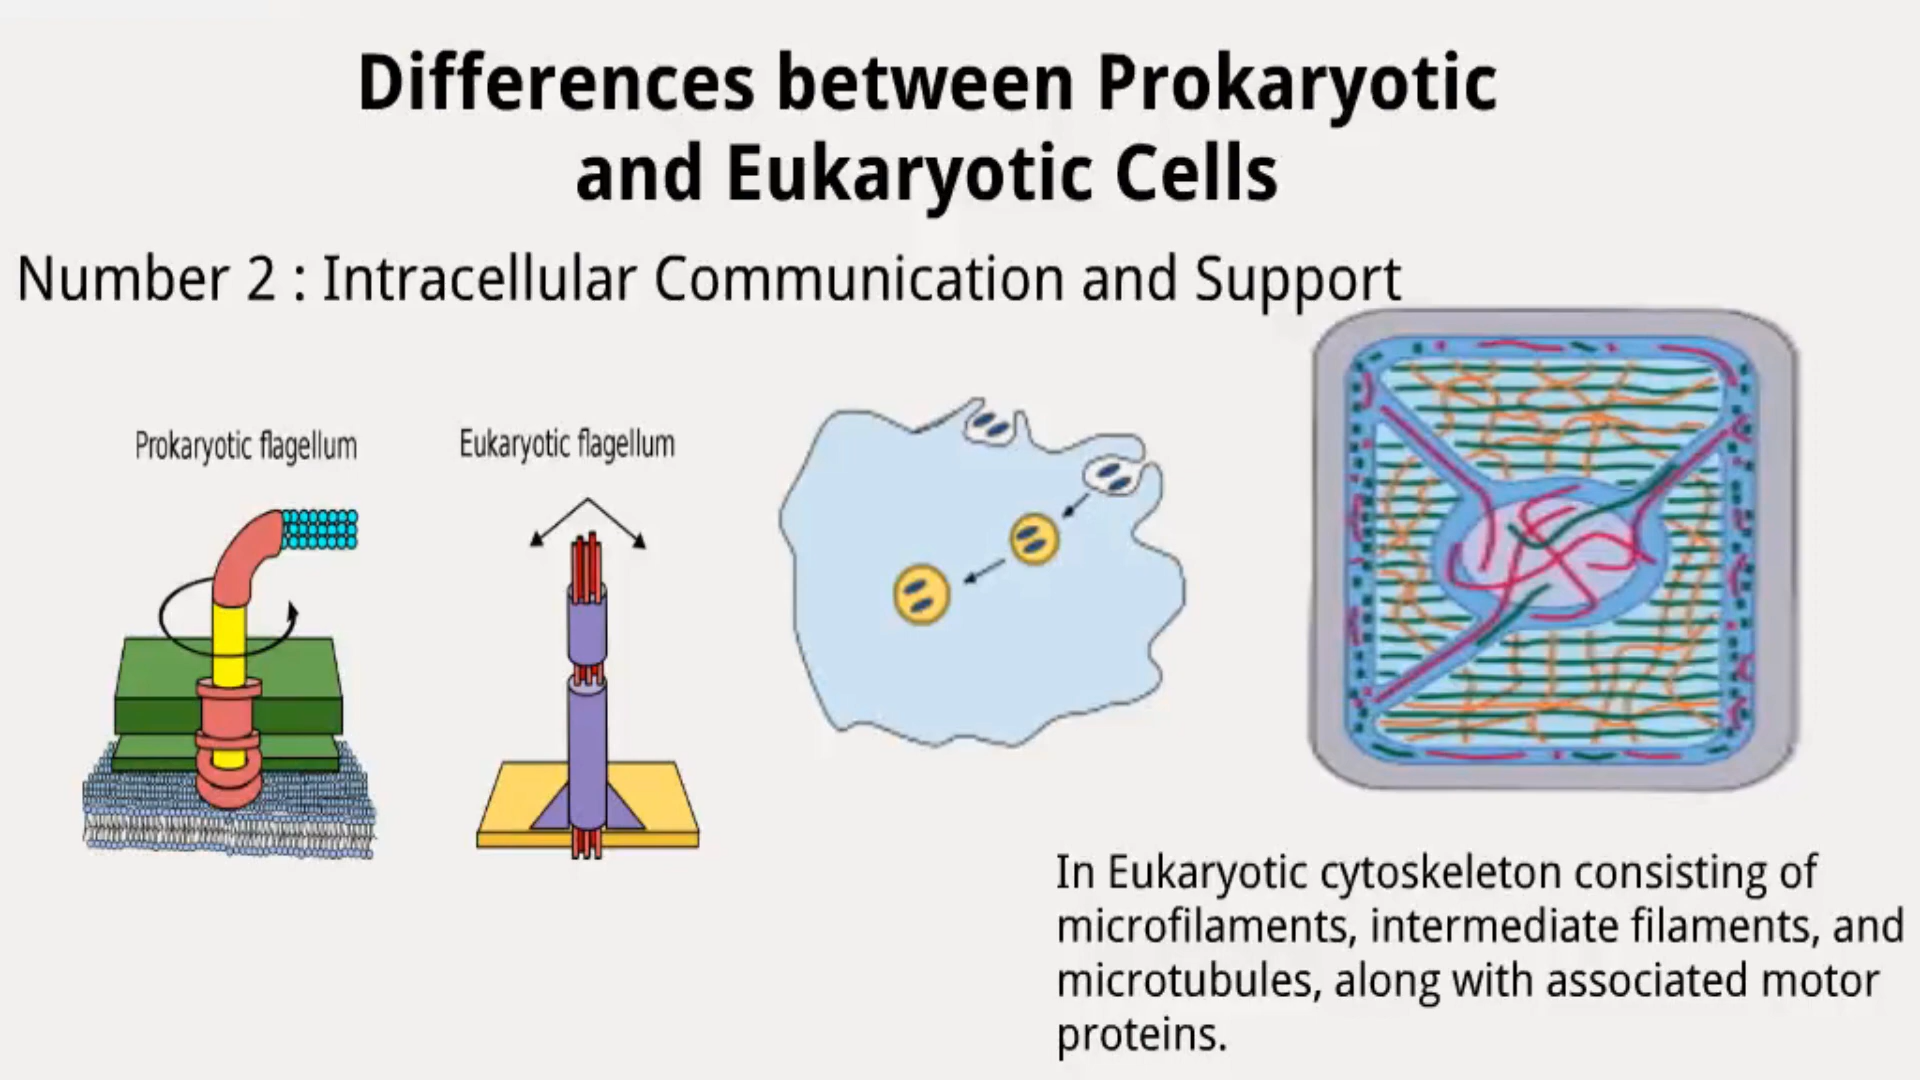 Differences between Prokaryotic
and Eukaryotic Cells
Number 2 : Intracellular Communication and Support
Prokaryotic flagellum
Eukaryotic flagellum
In Eukaryotic cytoskeleton consisting of
microfilaments, intermediate filaments, and
microtubules, along with associated motor
proteins.